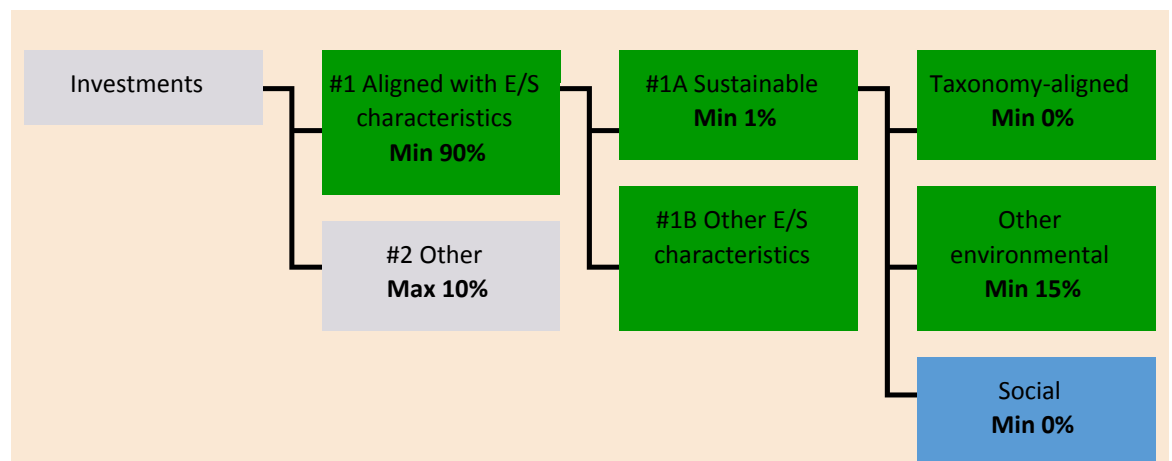 Investments
#1 Aligned with E/S
characteristics
Min 90%
#2 Other
Max 10%
#1A Sustainable
Min 1%
#1B Other E/S
characteristics
Taxonomy-aligned
Min 0%
Other
environmental
Min 15%
Social
Min 0%